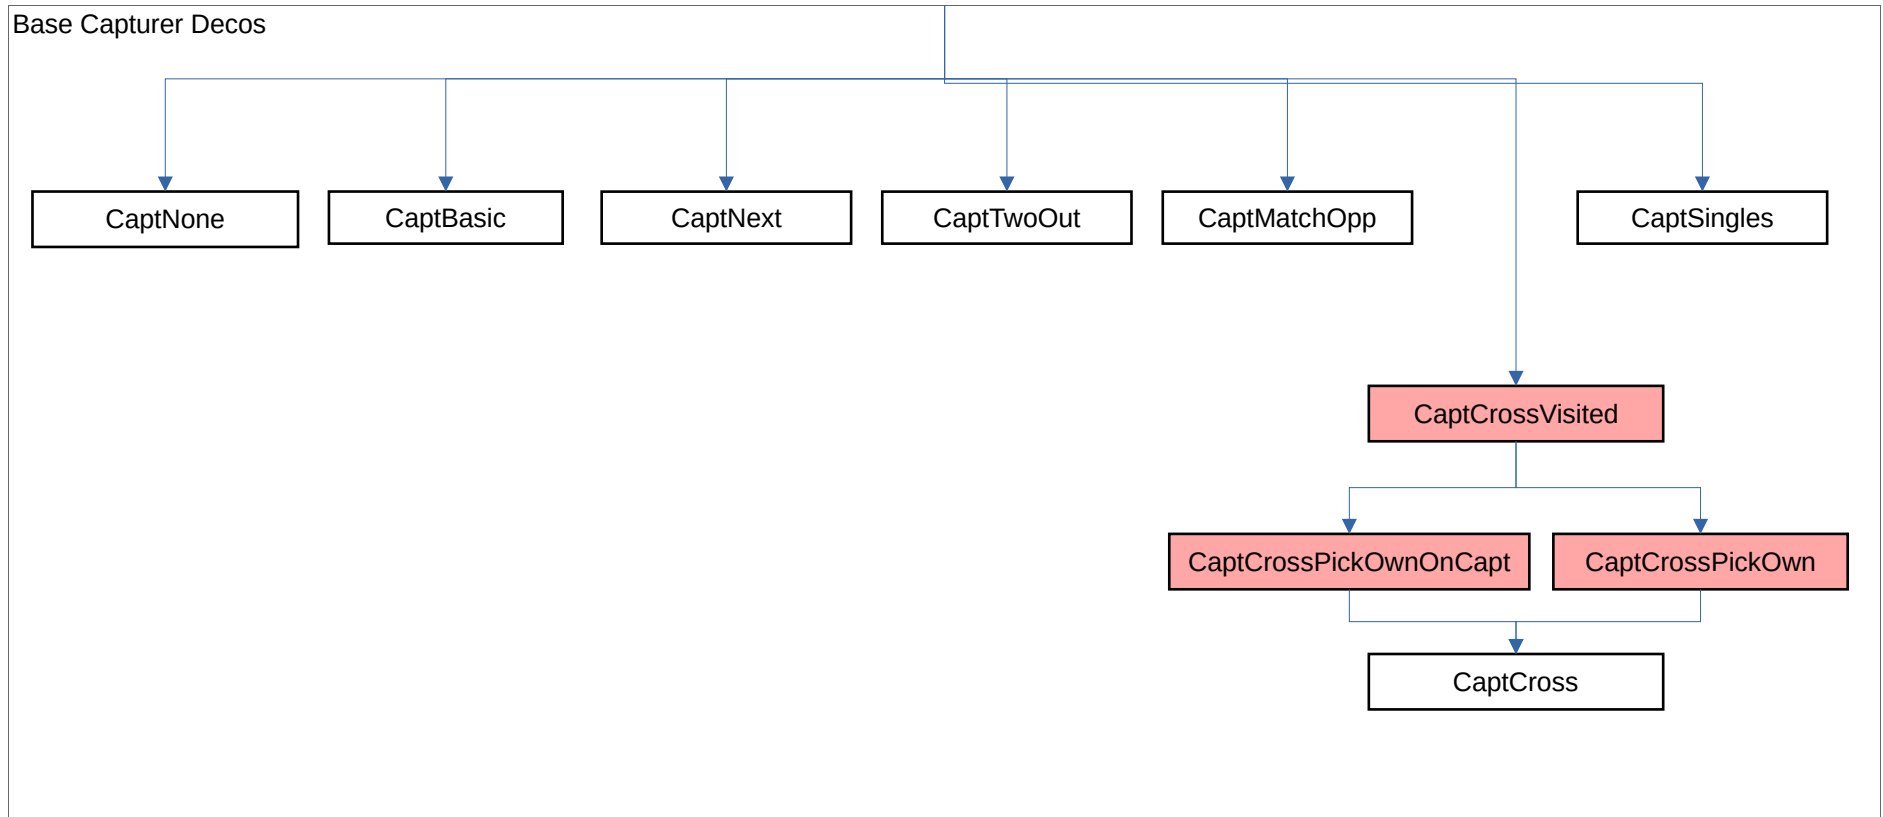 Base Capturer Decos
CaptNone
CaptBasic
CaptNext
CaptTwoOut
CaptMatchOpp
CaptSingles
CaptCrossVisited
CaptCrossPickOwnOnCapt
CaptCrossPickOwn
CaptCross